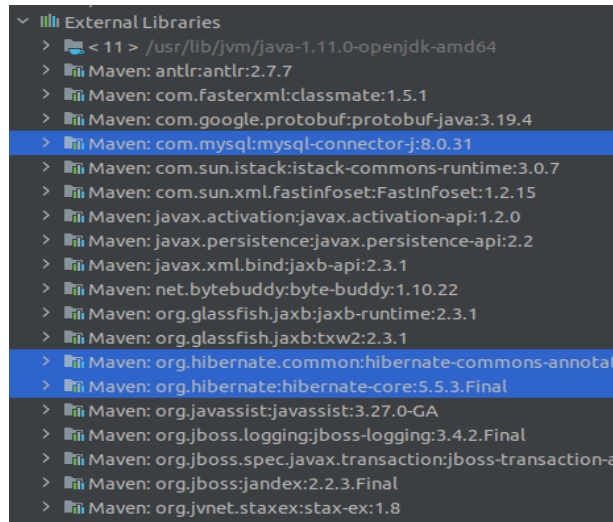 External Libraries
< 11 > /usr/lib/jvm/java-1.11.0-openjdk-amd64
Maven: antlr:antlr:2.7.7
Maven: com.fasterxml:classmate:1.5.1
Maven: com.google.protobuf:protobuf-java:3.19.4
Maven: com.mysql:mysql-connector-j:8.0.31
Maven: com.sun.istack:istack-commons-runtime:3.0.7
Maven: com.sun.xml.fastinfoset:FastInfoset:1.2.15
Maven: javax.activation:javax.activation-api:1.2.0
Maven: javax.persistence:javax.persistence-api:2.2
Maven: javax.xml.bind:jaxb-api:2.3.1
Maven: net.bytebuddy:byte-buddy:1.10.22
Maven: org.glassfish.jaxb:jaxb-runtime:2.3.1
Maven: org.glassfish.jaxb:txw2:2.3.1
Maven: org.hibernate.common:hibernate-commons-annotat
Maven: org.hibernate:hibernate-core:5.5.3.Final
Maven: org.javassist:javassist:3.27.0-GA
Maven: org.jboss.logging:jboss-logging:3.4.2.Final
Maven: org.jboss.spec.javax.transaction:jboss-transaction-a
Maven: org.jboss:jandex:2.2.3.Final
Maven: org.jvnet.staxex:stax-ex:1.8